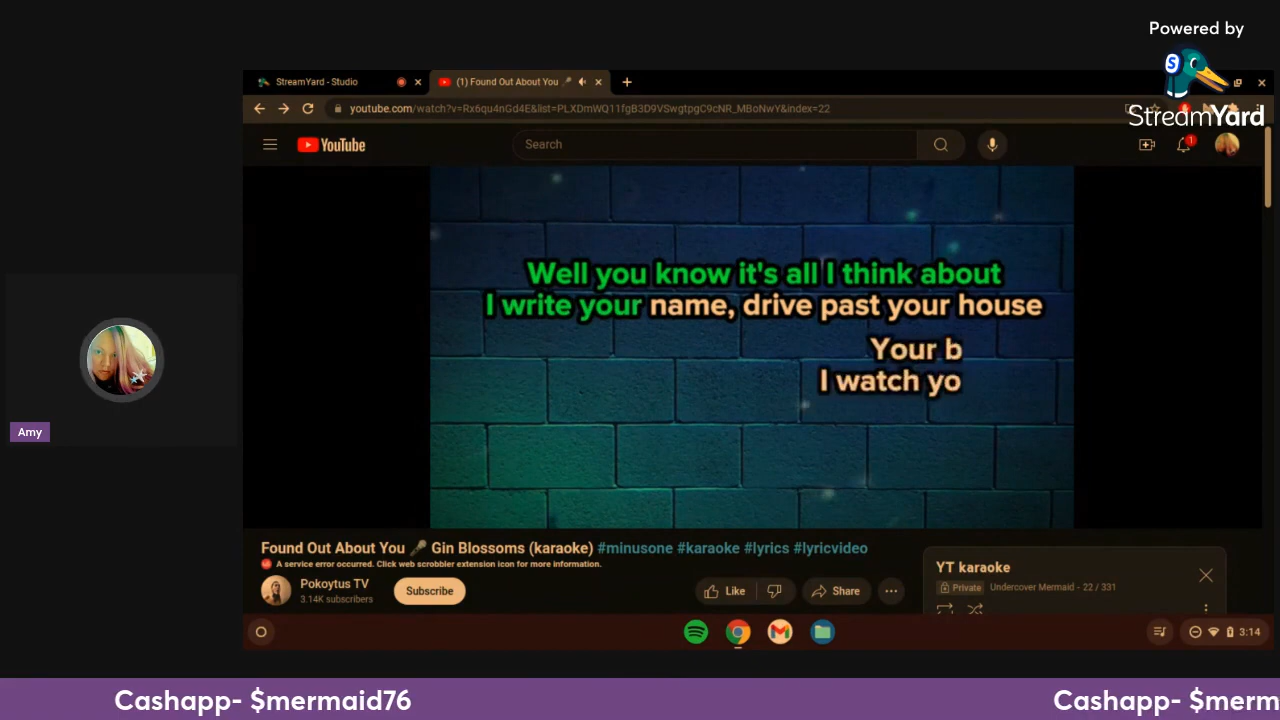 Powered by
StreamYard
StreamYard - Studio
(1) Found Out About You 🎤
youtube.com/watch?v=Rx6qu4nGd4E&list=PLXDmWQ11fgB3D9VSwgtpgC9cNR_MBoNwY&index=22
YouTube
Search
1
Well you know it's all I think about
I write your name, drive past your house
Your b
I watch yo
Amy
Found Out About You 🎤 Gin Blossoms (karaoke) #minusone #karaoke #lyrics #lyricvideo
A service error occurred. Click web scrobbler extension icon for more information.
Pokoytus TV
3.14K subscribers
Subscribe
Like
Share
YT karaoke
Private Undercover Mermaid - 22 / 331
3:14
Cashapp- $mermaid76
Cashapp- $merm